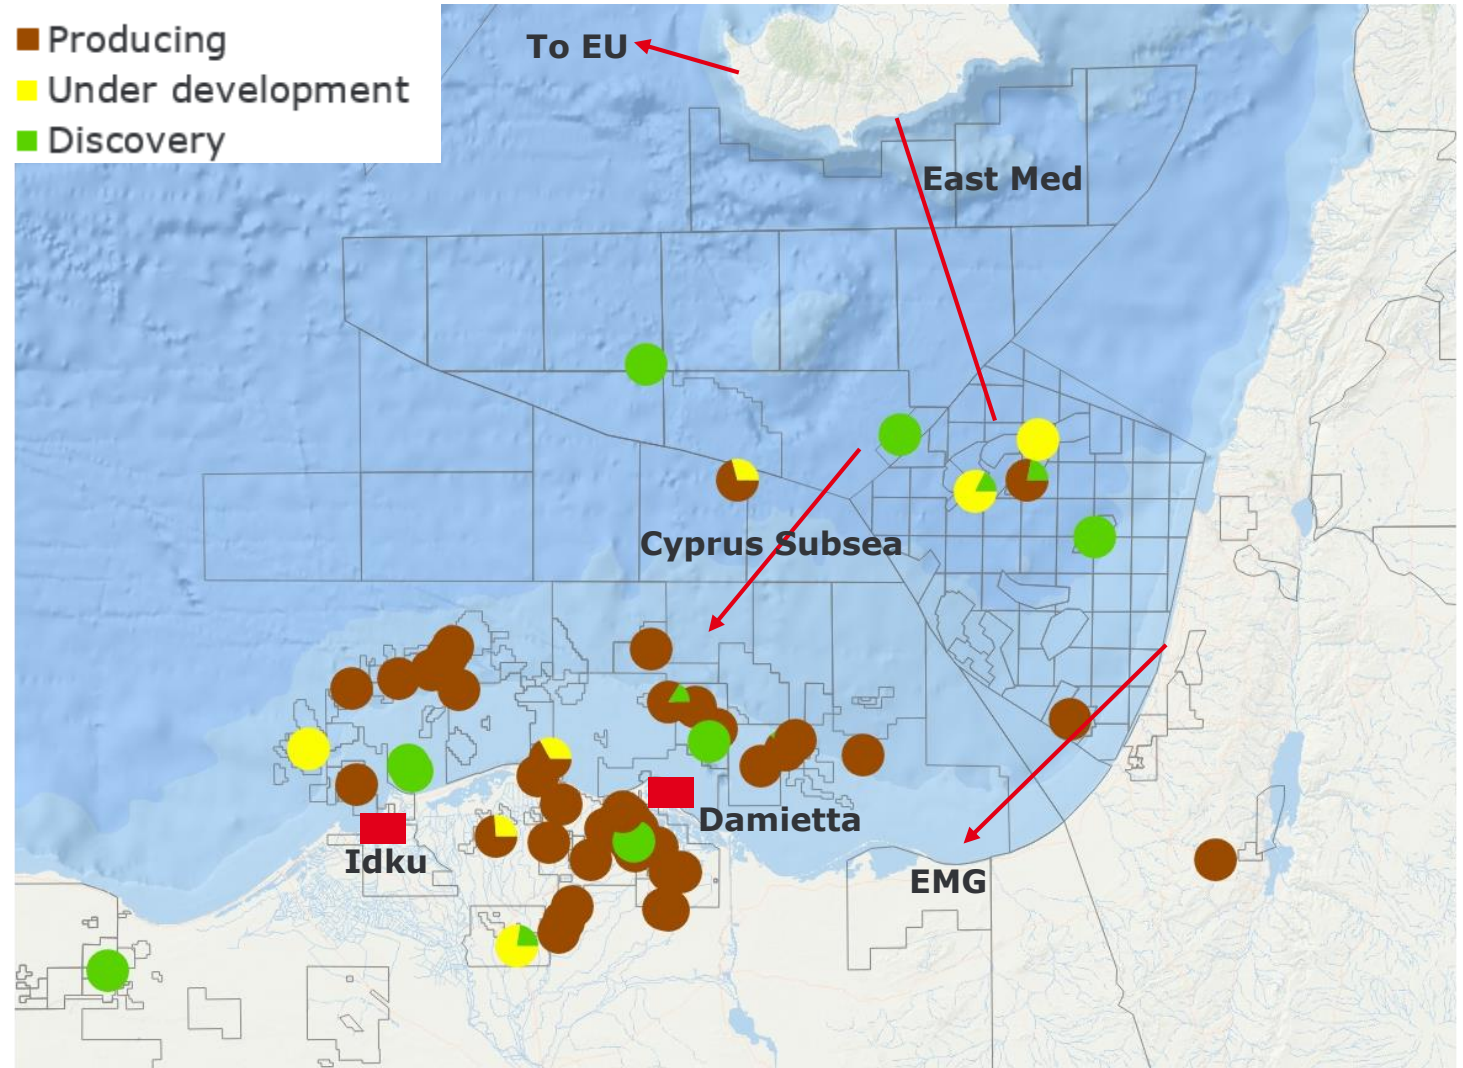 Producing
Under development
Discovery
To EU
East Med
Cyprus Subsea
Damietta
Idku
EMG